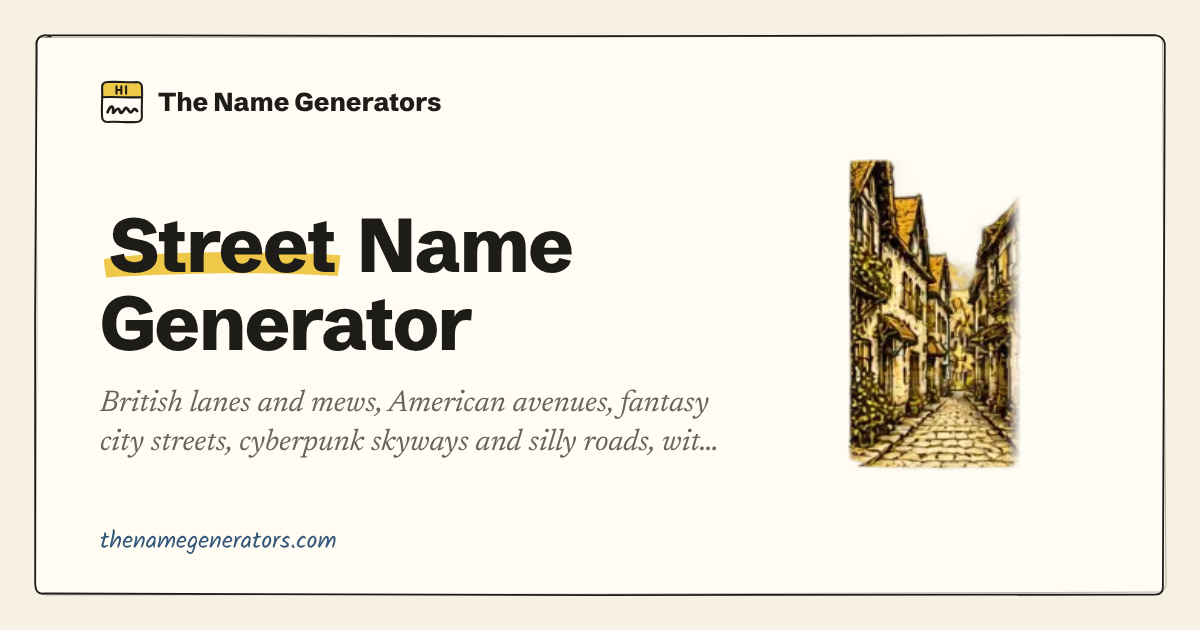 HI
The Name Generators
Street Name
Generator
British lanes and mews, American avenues, fantasy
city streets, cyberpunk skyways and silly roads, wit...
thenamegenerators.com